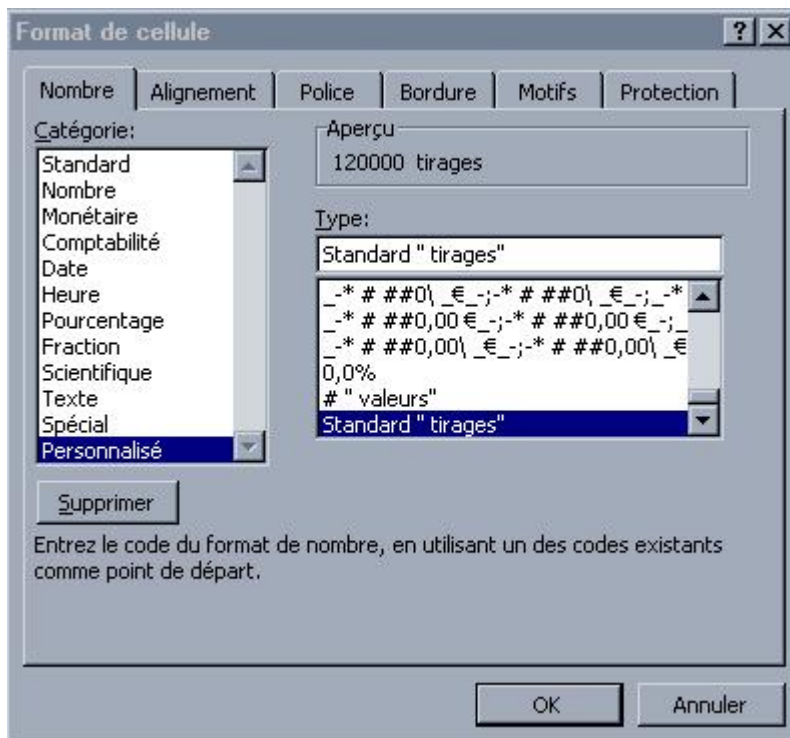 Format de cellule
Nombre Alignement Police Bordure Motifs Protection
Catégorie:
Standard
Nombre
Monétaire
Comptabilité
Date
Heure
Pourcentage
Fraction
Scientifique
Texte
Spécial
Personnalisé
Aperçu
120000 tirages
Type:
Standard " tirages"
_-* # ##0\ _€_-;-* # ##0\ _€_-;_-*
_-* # ##0,00 €_-;-* # ##0,00 €_-;_
_-* # ##0,00\ _€_-;-* # ##0,00\ _€
0,0%
# " valeurs"
Standard " tirages"
Supprimer
Entrez le code du format de nombre, en utilisant un des codes existants
comme point de départ.
OK Annuler